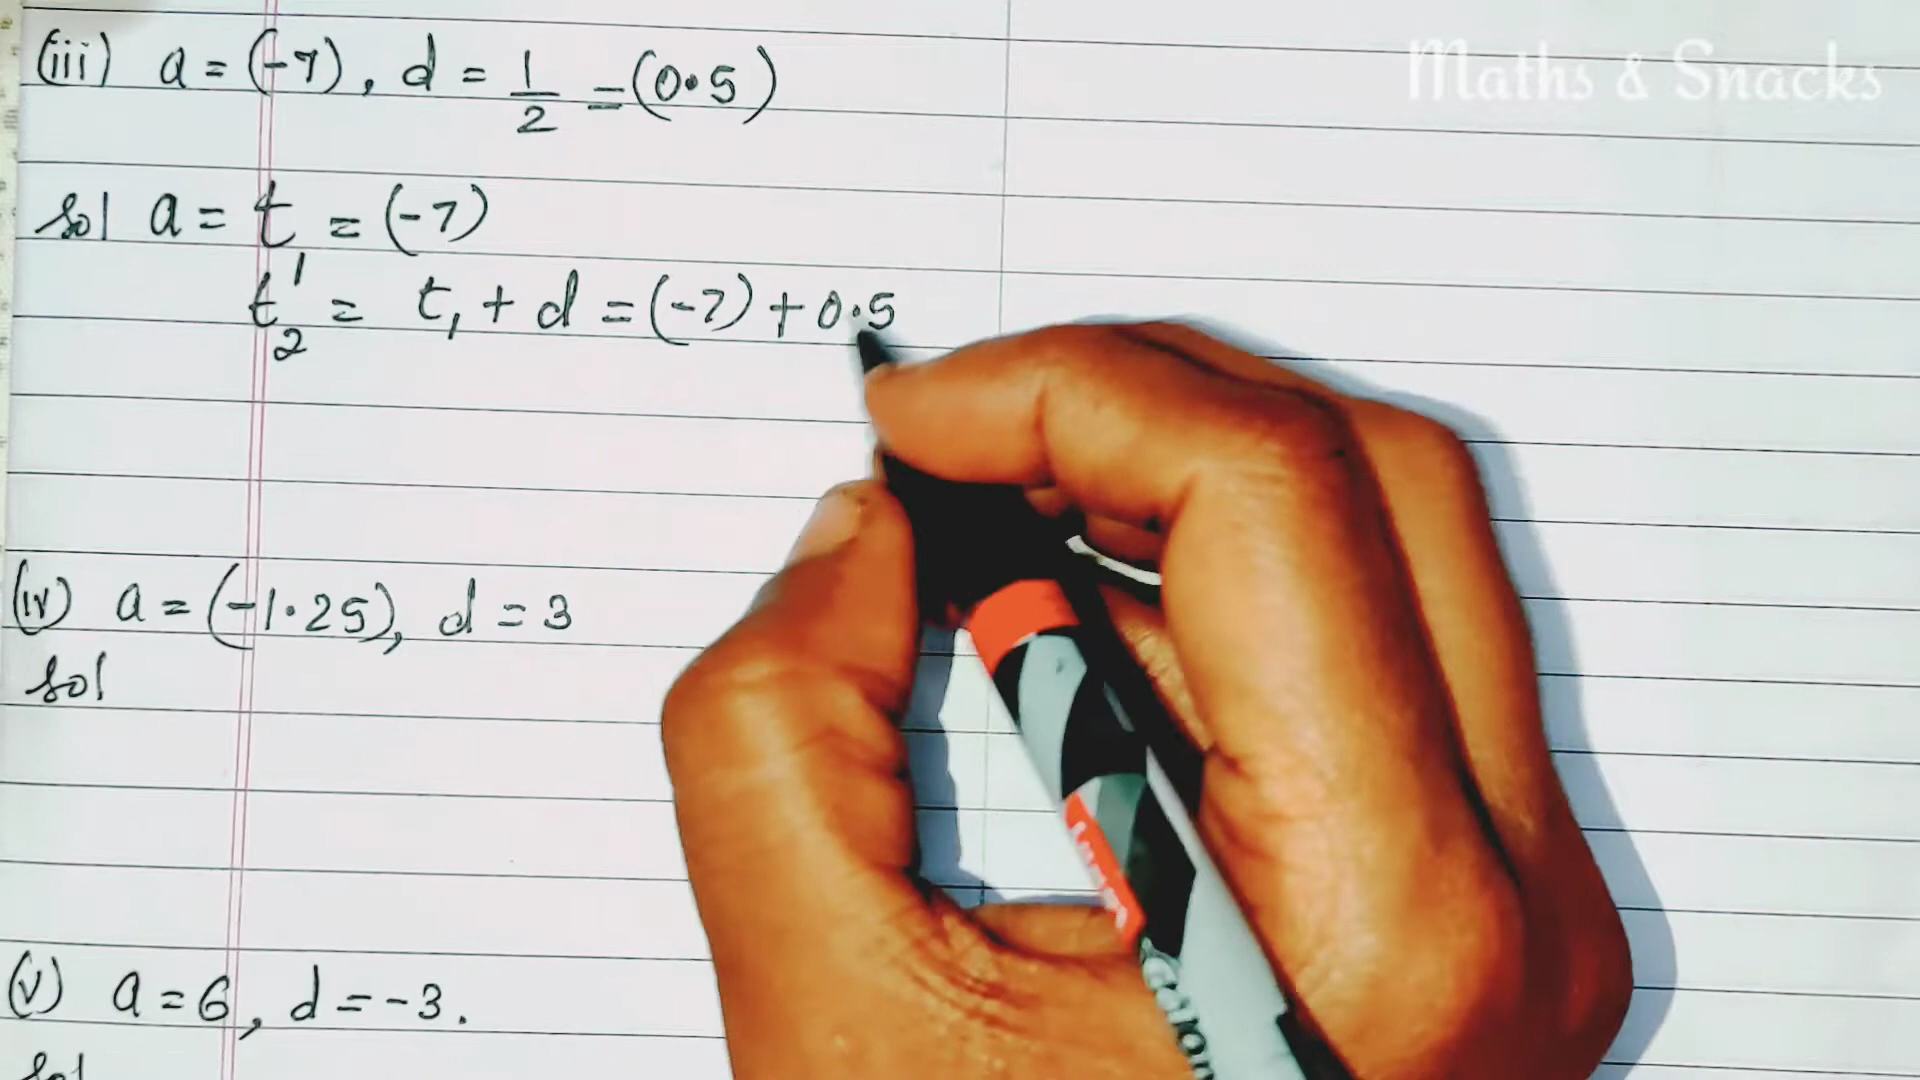 Maths & Snacks
(iii) a = (-7), d = 1/2 = (0.5)
sol a = t₁ = (-7)
t₂ = t₁ + d = (-7) + 0.5
(iv) a = (-1.25), d = 3
sol
(v) a = 6, d = -3.
sol